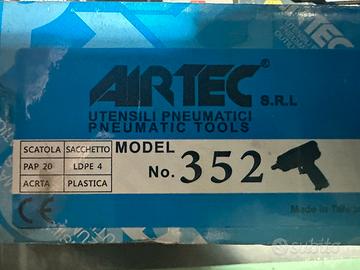 AIRTEC® S.R.L
UTENSILI PNEUMATICI
PNEUMATIC TOOLS
SCATOLA SACCHETTO
PAP 20 LDPE 4
ACRTA PLASTICA
MODEL
No. 352
CE
Made in Taiwan
subito